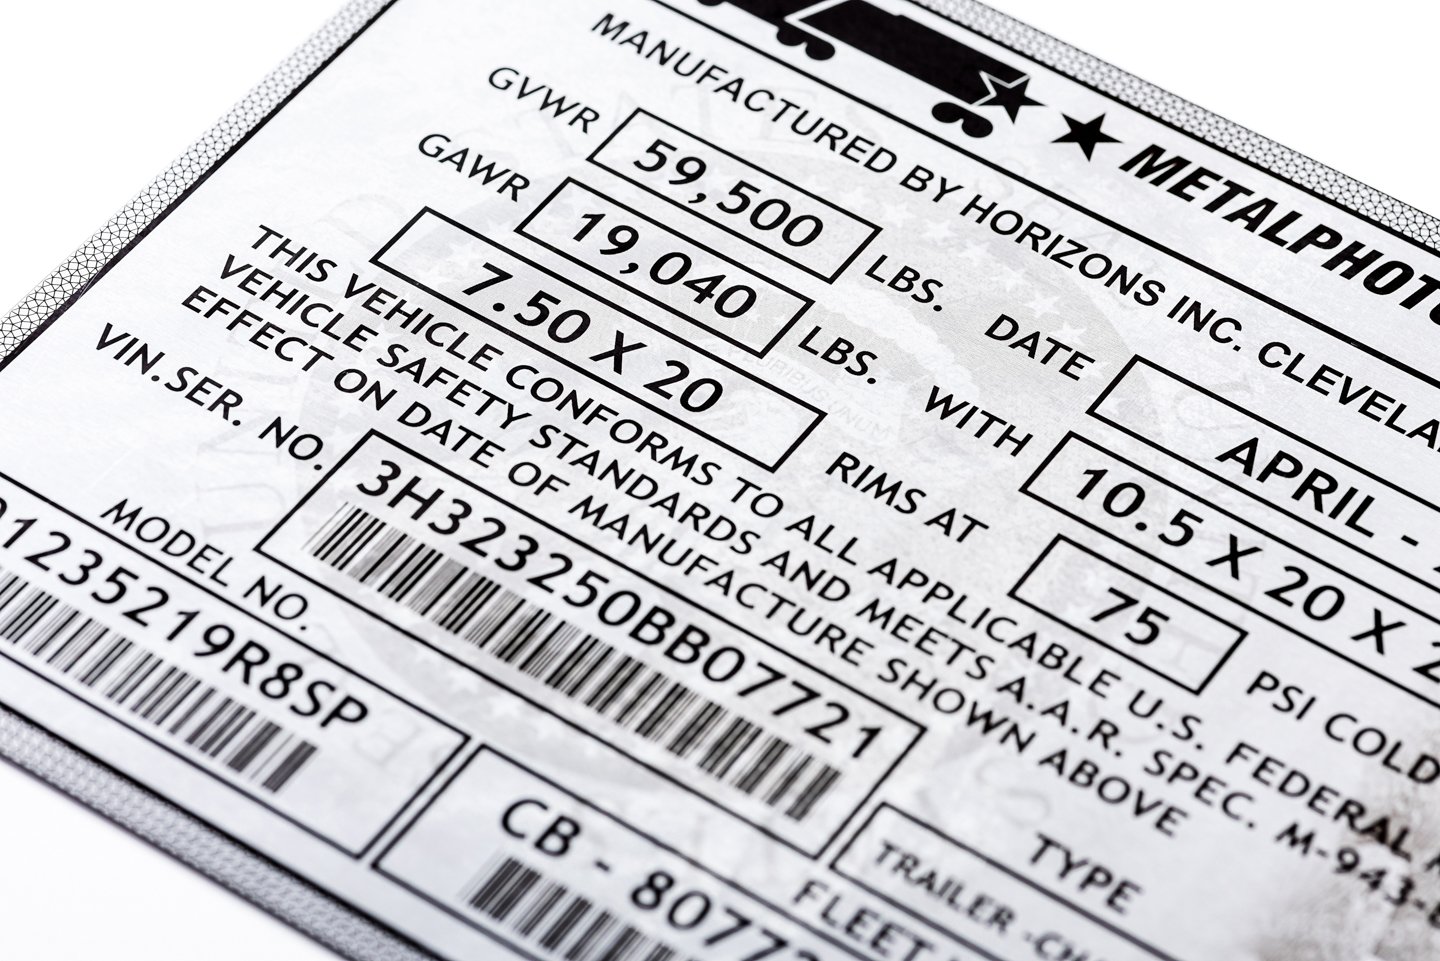 METALPHOTO
MANUFACTURED BY HORIZONS INC. CLEVELA
GVWR 59,500 LBS. DATE APRIL -
GAWR 19,040 LBS. WITH 10.5 X 20 X 2
7.50 X 20 RIMS AT 75 PSI COLD
THIS VEHICLE CONFORMS TO ALL APPLICABLE U.S. FEDERAL
VEHICLE SAFETY STANDARDS AND MEETS A.A.R. SPEC. M-943-
EFFECT ON DATE OF MANUFACTURE SHOWN ABOVE
VIN.SER. NO. 3H323250BB07721 TYPE
TRAILER -CH
MODEL NO. FLEET
1235219R8SP CB - 8077